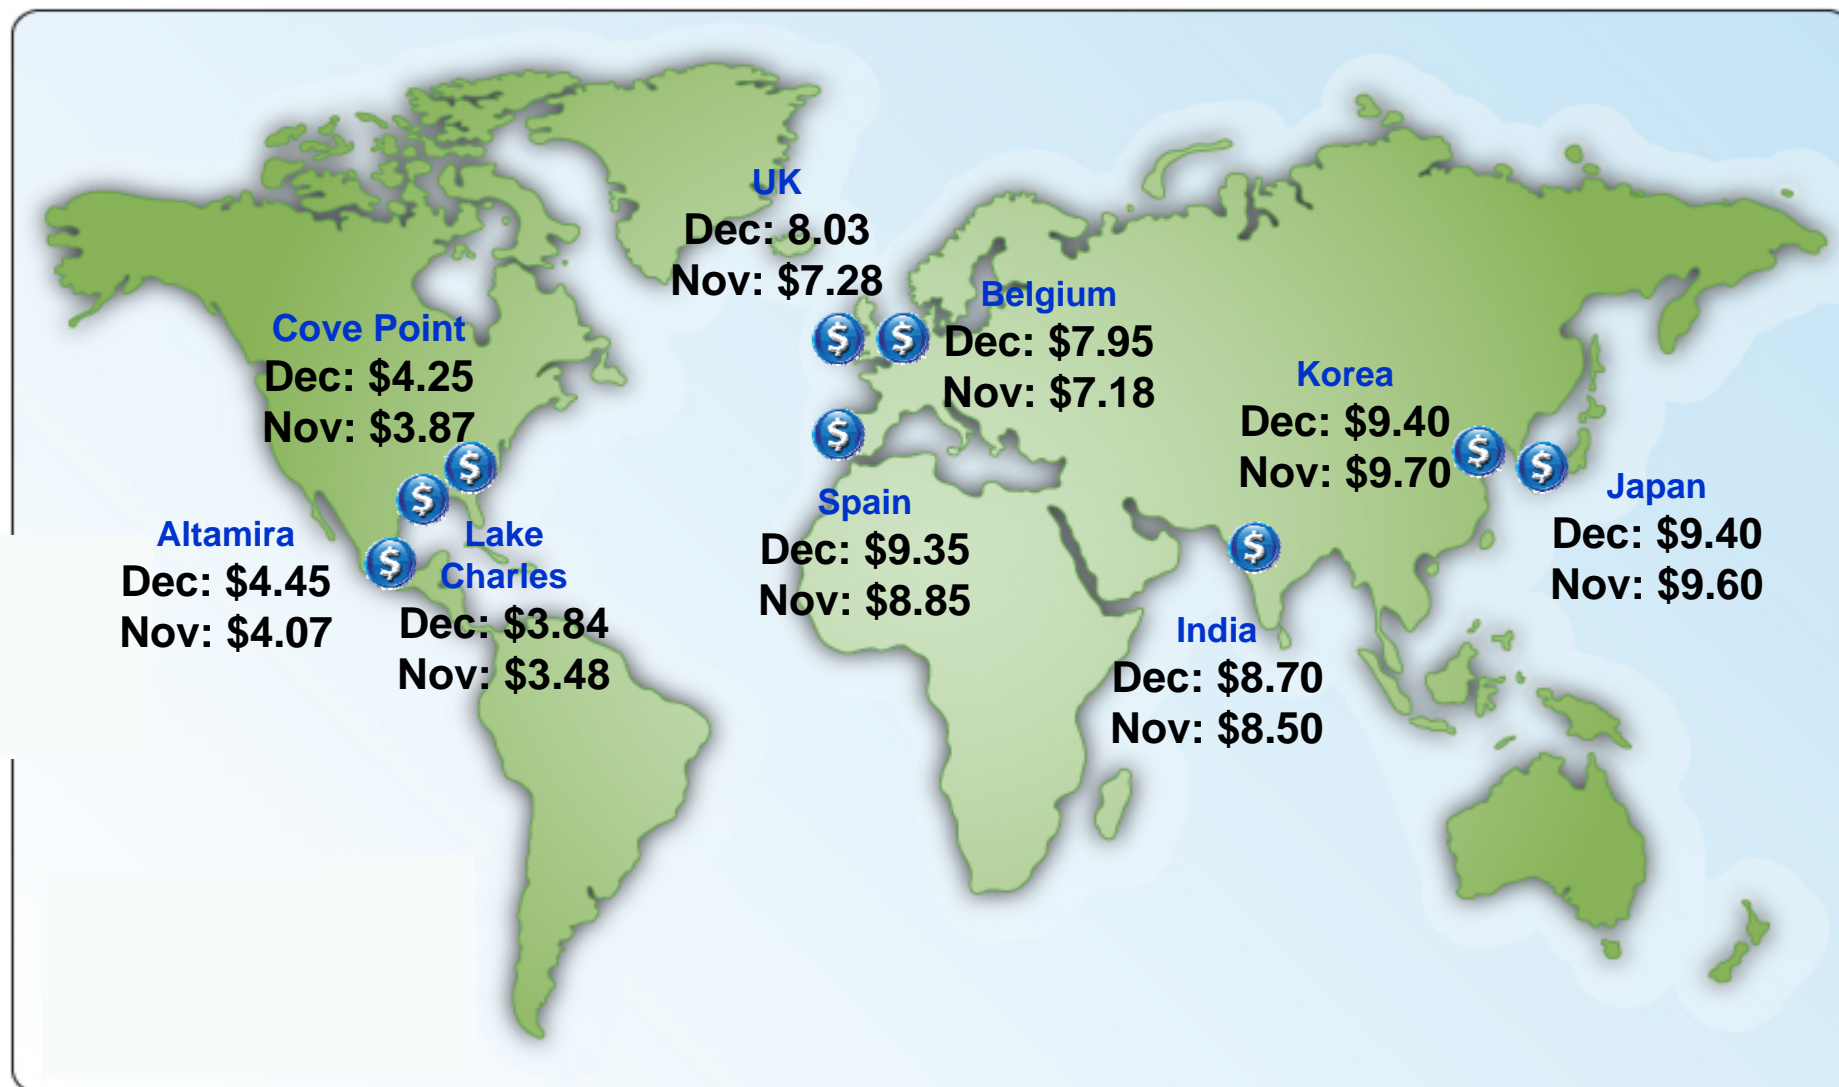 UK
Dec: 8.03
Nov: $7.28
Belgium
Dec: $7.95
Nov: $7.18
Cove Point
Dec: $4.25
Nov: $3.87
Korea
Dec: $9.40
Nov: $9.70
Japan
Dec: $9.40
Nov: $9.60
Spain
Dec: $9.35
Nov: $8.85
Altamira
Dec: $4.45
Nov: $4.07
Lake
Charles
Dec: $3.84
Nov: $3.48
India
Dec: $8.70
Nov: $8.50
$
$
$
$
$
$
$
$
$